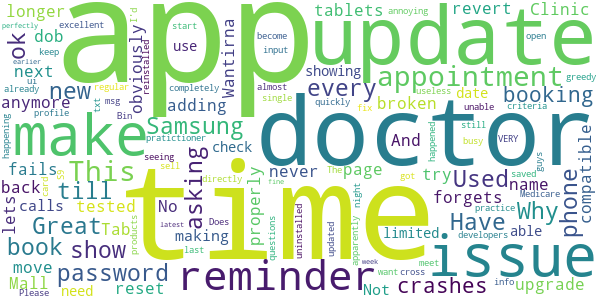 app
update
doctor
time
issue
make
reminder
appointment
asking
Samsung
This
new
phone
every
booking
password
Great
book
show
till
Used
Have
Why
crashes
tablets
revert
Clinic
longer
dob
ok
next
use
obviously
Wantirna
showing
adding
broken
date
anymore
check
And
compatible
fails
never
page
try
name
back
tested
No
properly
forgets
lets
calls
Tab
making
limited
able
Mall
move
need
reset
Not
upgrade
excellent
annoying
I'd
start
become
open
perfectly
keep
input
earlier
reinstalled
ui
already
completely
almost
useless
greedy
txt
msg
regular
single
fix
unable
criteria
happening
profile
Bin
quickly
busy
VERY
praticioner
happened
still
guys
seeing
The
got
saved
card
S9
sell
directly
fine
night
Medicare
Does
uninstalled
updated
questions
apparently
practice
products
latest
last
week
meet
developers
Please
want
cross
info